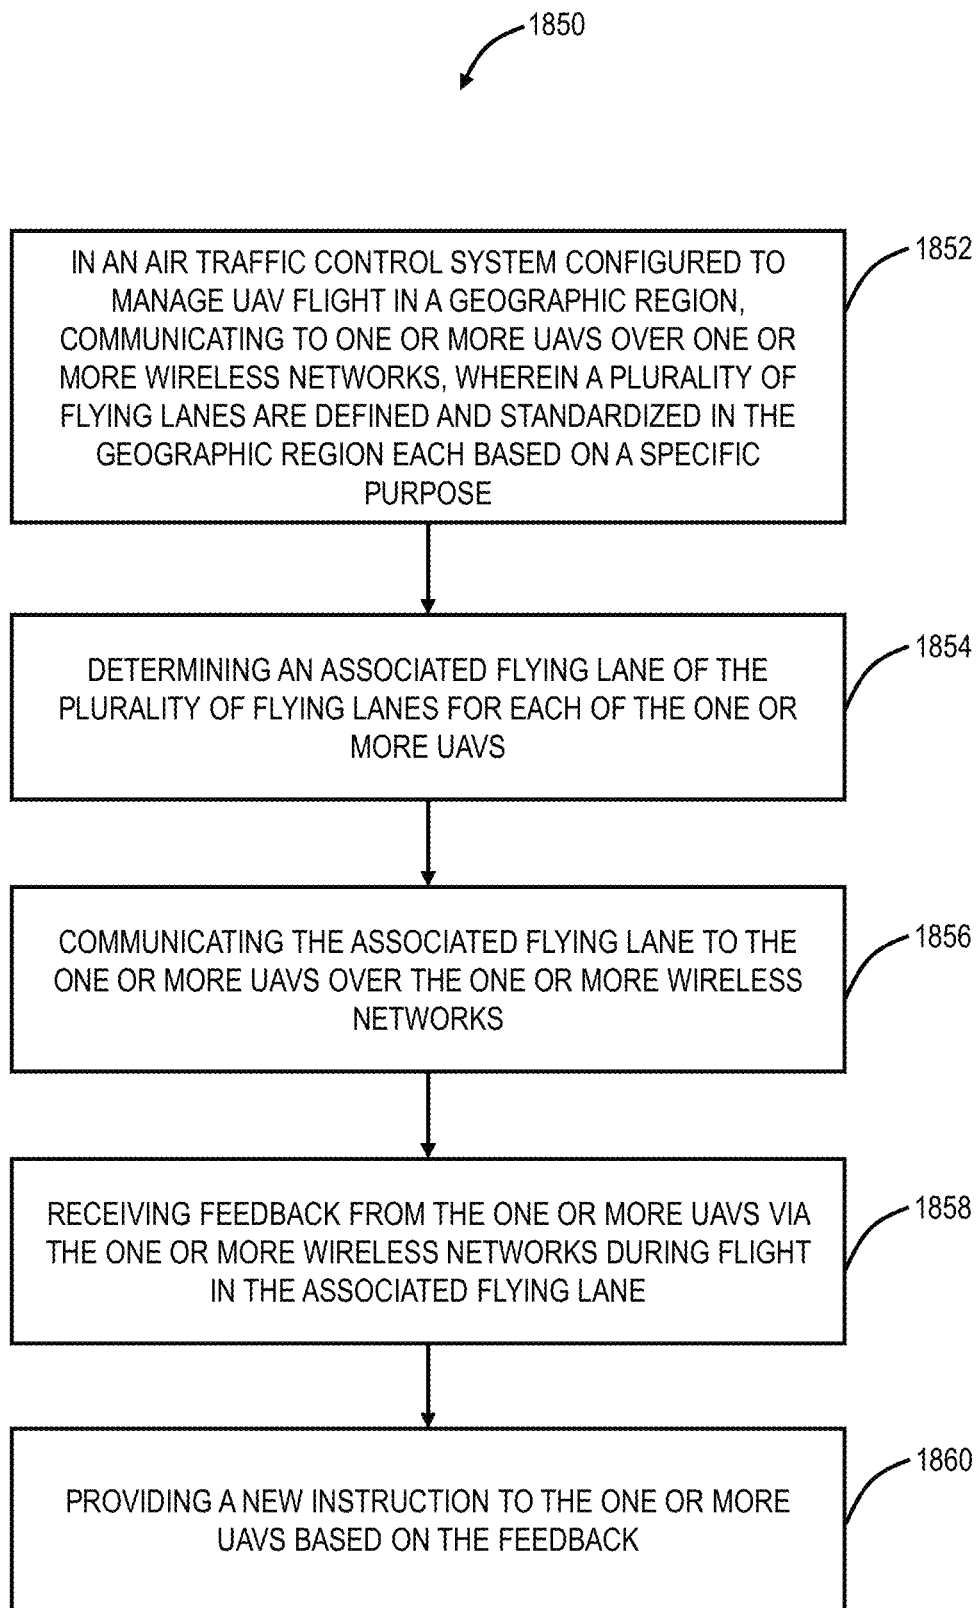 1850
IN AN AIR TRAFFIC CONTROL SYSTEM CONFIGURED TO
MANAGE UAV FLIGHT IN A GEOGRAPHIC REGION,
COMMUNICATING TO ONE OR MORE UAVS OVER ONE OR
MORE WIRELESS NETWORKS, WHEREIN A PLURALITY OF
FLYING LANES ARE DEFINED AND STANDARDIZED IN THE
GEOGRAPHIC REGION EACH BASED ON A SPECIFIC
PURPOSE
1852
DETERMINING AN ASSOCIATED FLYING LANE OF THE
PLURALITY OF FLYING LANES FOR EACH OF THE ONE OR
MORE UAVS
1854
COMMUNICATING THE ASSOCIATED FLYING LANE TO THE
ONE OR MORE UAVS OVER THE ONE OR MORE WIRELESS
NETWORKS
1856
RECEIVING FEEDBACK FROM THE ONE OR MORE UAVS VIA
THE ONE OR MORE WIRELESS NETWORKS DURING FLIGHT
IN THE ASSOCIATED FLYING LANE
1858
PROVIDING A NEW INSTRUCTION TO THE ONE OR MORE
UAVS BASED ON THE FEEDBACK
1860